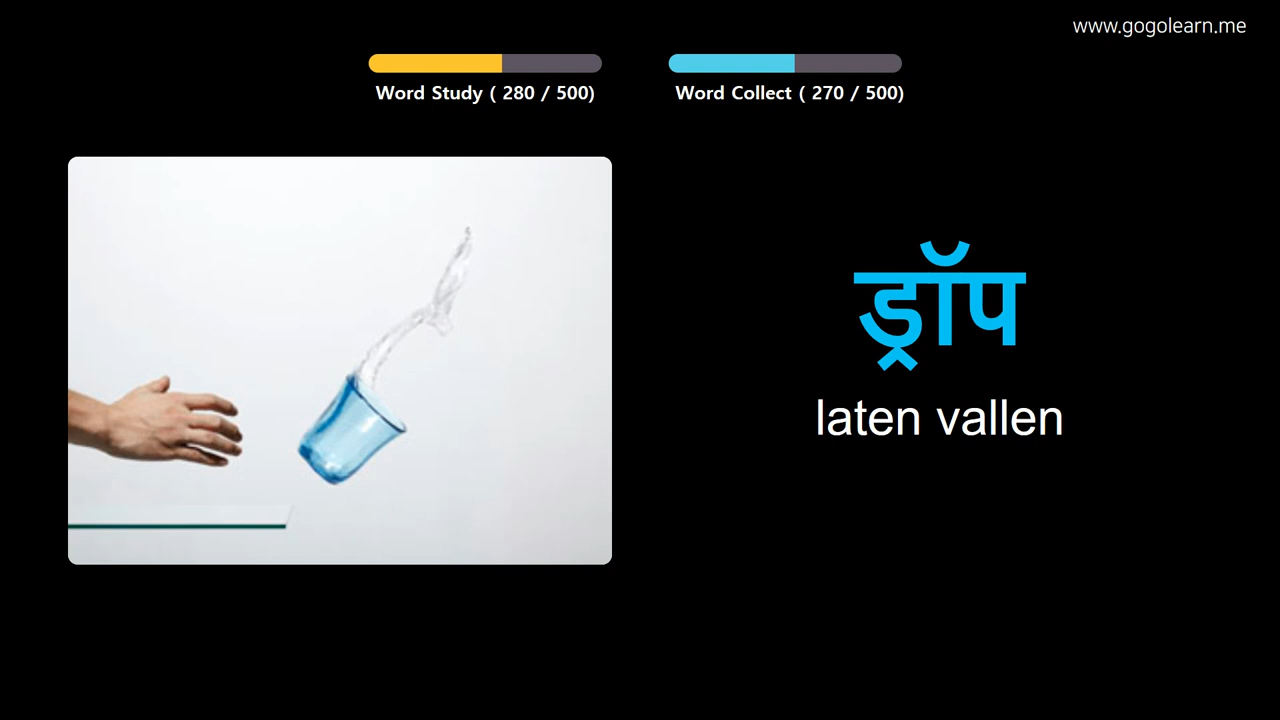 www.gogolearn.me
Word Study ( 280 / 500)
Word Collect ( 270 / 500)
ड्रॉप
laten vallen